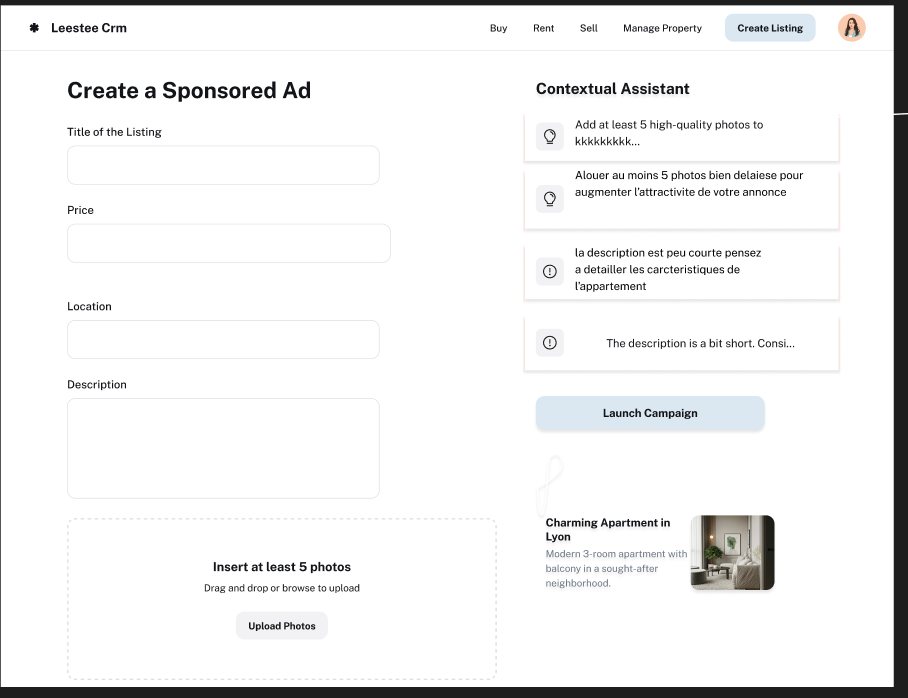 Leestee Crm
Buy
Rent
Sell
Manage Property
Create Listing
Create a Sponsored Ad
Title of the Listing
Price
Location
Description
Insert at least 5 photos
Drag and drop or browse to upload
Upload Photos
Contextual Assistant
Add at least 5 high-quality photos to
kkkkkkkkk...
Alouer au moins 5 photos bien delaiese pour
augmenter l'attractivite de votre annonce
la description est peu courte pensez
a detailler les carcteristiques de
l'appartement
The description is a bit short. Consi...
Launch Campaign
Charming Apartment in
Lyon
Modern 3-room apartment with
balcony in a sought-after
neighborhood.